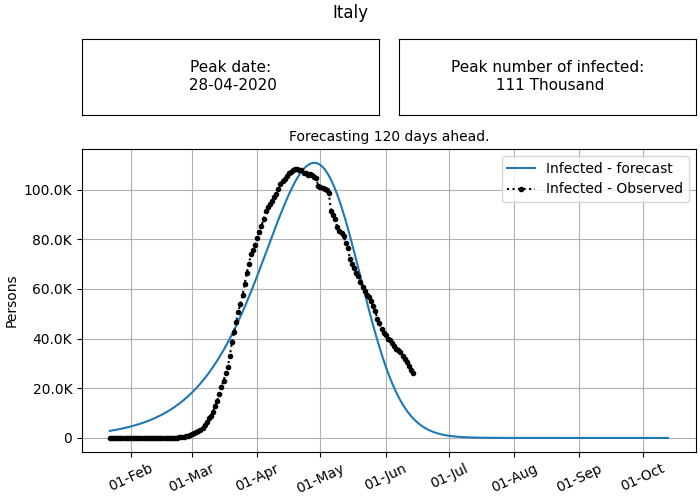 Italy
Peak date:
28-04-2020
Peak number of infected:
111 Thousand
Forecasting 120 days ahead.
Infected - forecast
Infected - Observed
100.0K
80.0K
60.0K
40.0K
20.0K
0
Persons
01-Feb
01-Mar
01-Apr
01-May
01-Jun
01-Jul
01-Aug
01-Sep
01-Oct